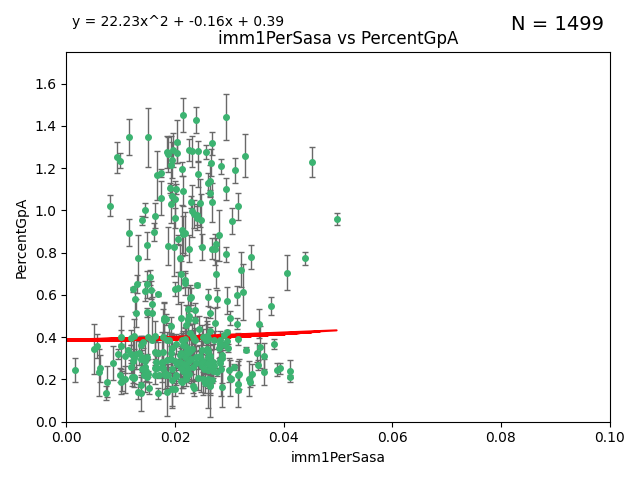 y = 22.23x^2 + -0.16x + 0.39
N = 1499
imm1PerSasa vs PercentGpA
PercentGpA
1.6
1.4
1.2
1.0
0.8
0.6
0.4
0.2
0.0
0.00 0.02 0.04 0.06 0.08 0.10
imm1PerSasa